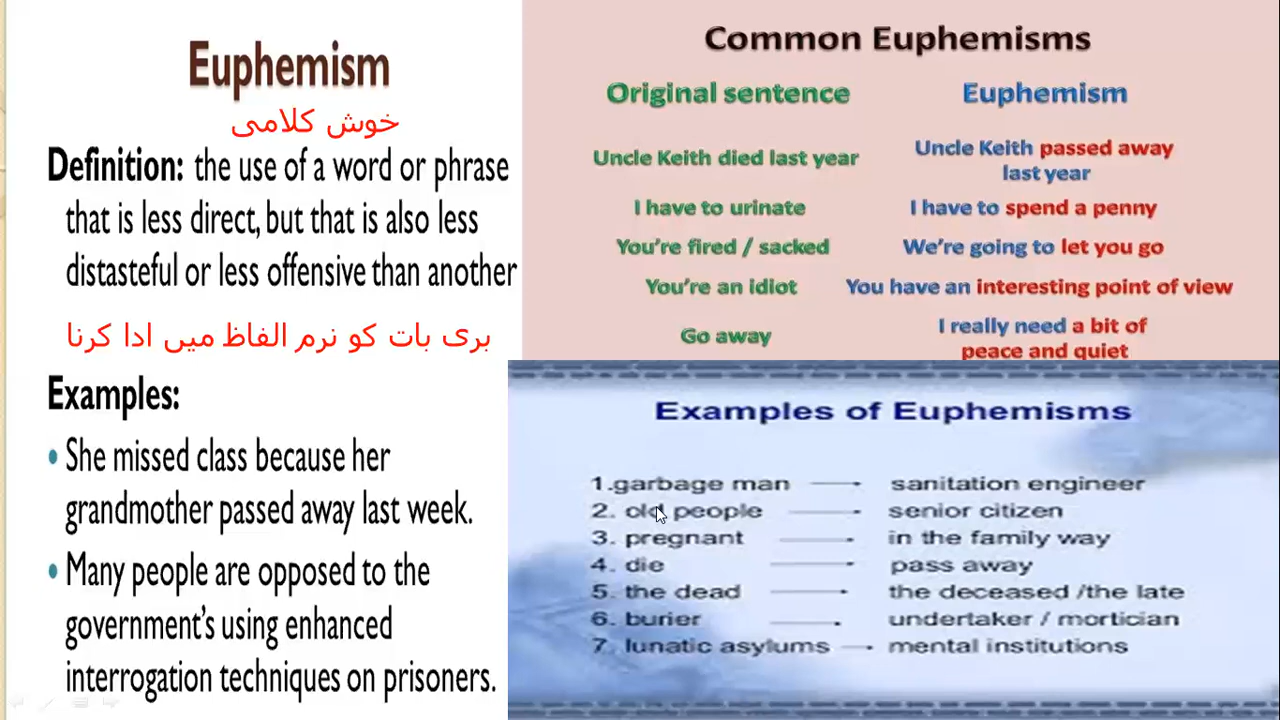 Euphemism
خوش کلامی
Definition: the use of a word or phrase
that is less direct, but that is also less
distasteful or less offensive than another
بری بات کو نرم الفاظ میں ادا کرنا
Examples:
• She missed class because her
grandmother passed away last week.
• Many people are opposed to the
government's using enhanced
interrogation techniques on prisoners.
Common Euphemisms
Original sentence Euphemism
Uncle Keith died last year Uncle Keith passed away
last year
I have to urinate I have to spend a penny
You're fired / sacked We're going to let you go
You're an idiot You have an interesting point of view
Go away I really need a bit of
peace and quiet
Examples of Euphemisms
1.garbage man → sanitation engineer
2. old people → senior citizen
3. pregnant → in the family way
4. die → pass away
5. the dead → the deceased /the late
6. burier → undertaker / mortician
7. lunatic asylums → mental institutions